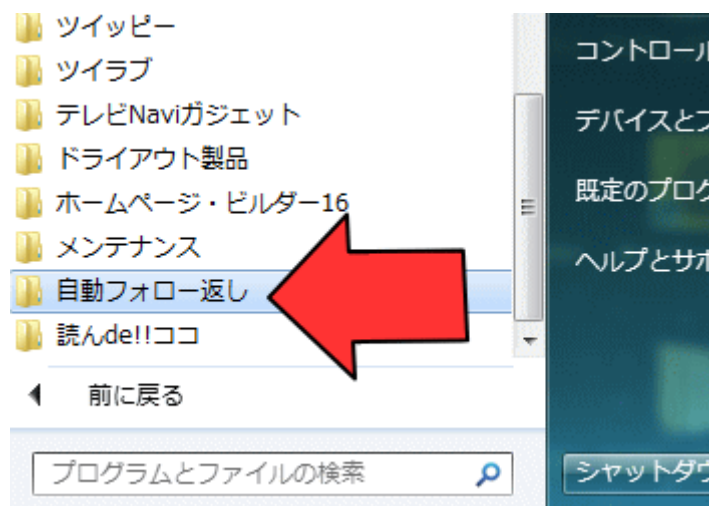 ツイッピー
ツイラブ
テレビNaviガジェット
ドライアウト製品
ホームページ・ビルダー16
メンテナンス
自動フォロー返し
読んde!!ココ
前に戻る
プログラムとファイルの検索
コントロール
デバイスとプ
既定のプログ
ヘルプとサポ
シャットダウ